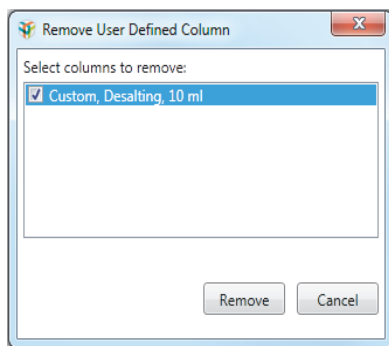 Remove User Defined Column
Select columns to remove:
Custom, Desalting, 10 ml
Remove Cancel